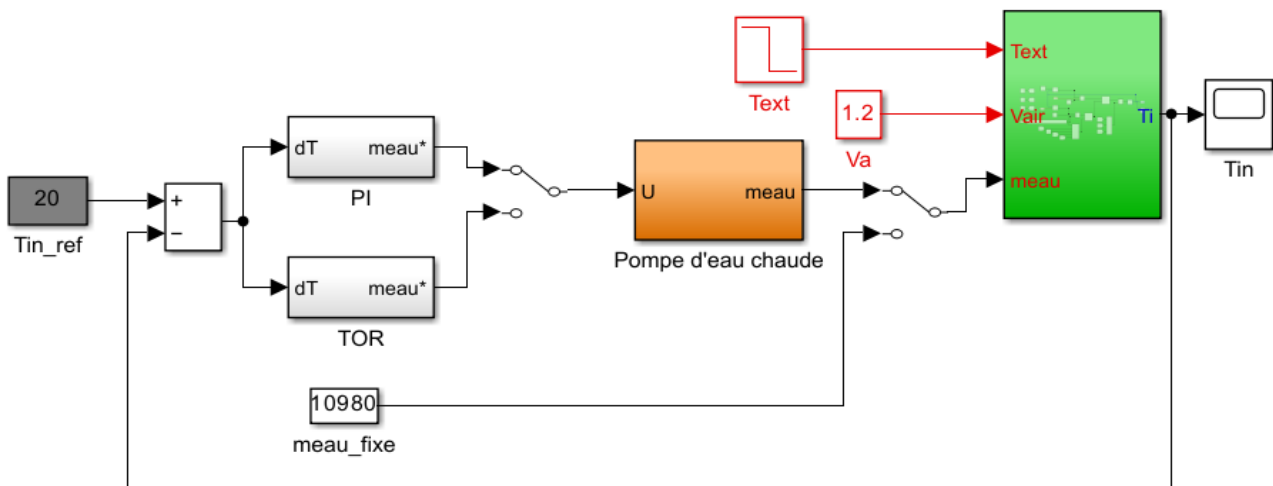 Text
Text
Vair
Ti
1.2
Va
meau
Tin
dT
meau*
PI
20
+
−
Tin_ref
U
meau
Pompe d'eau chaude
dT
meau*
TOR
10980
meau_fixe